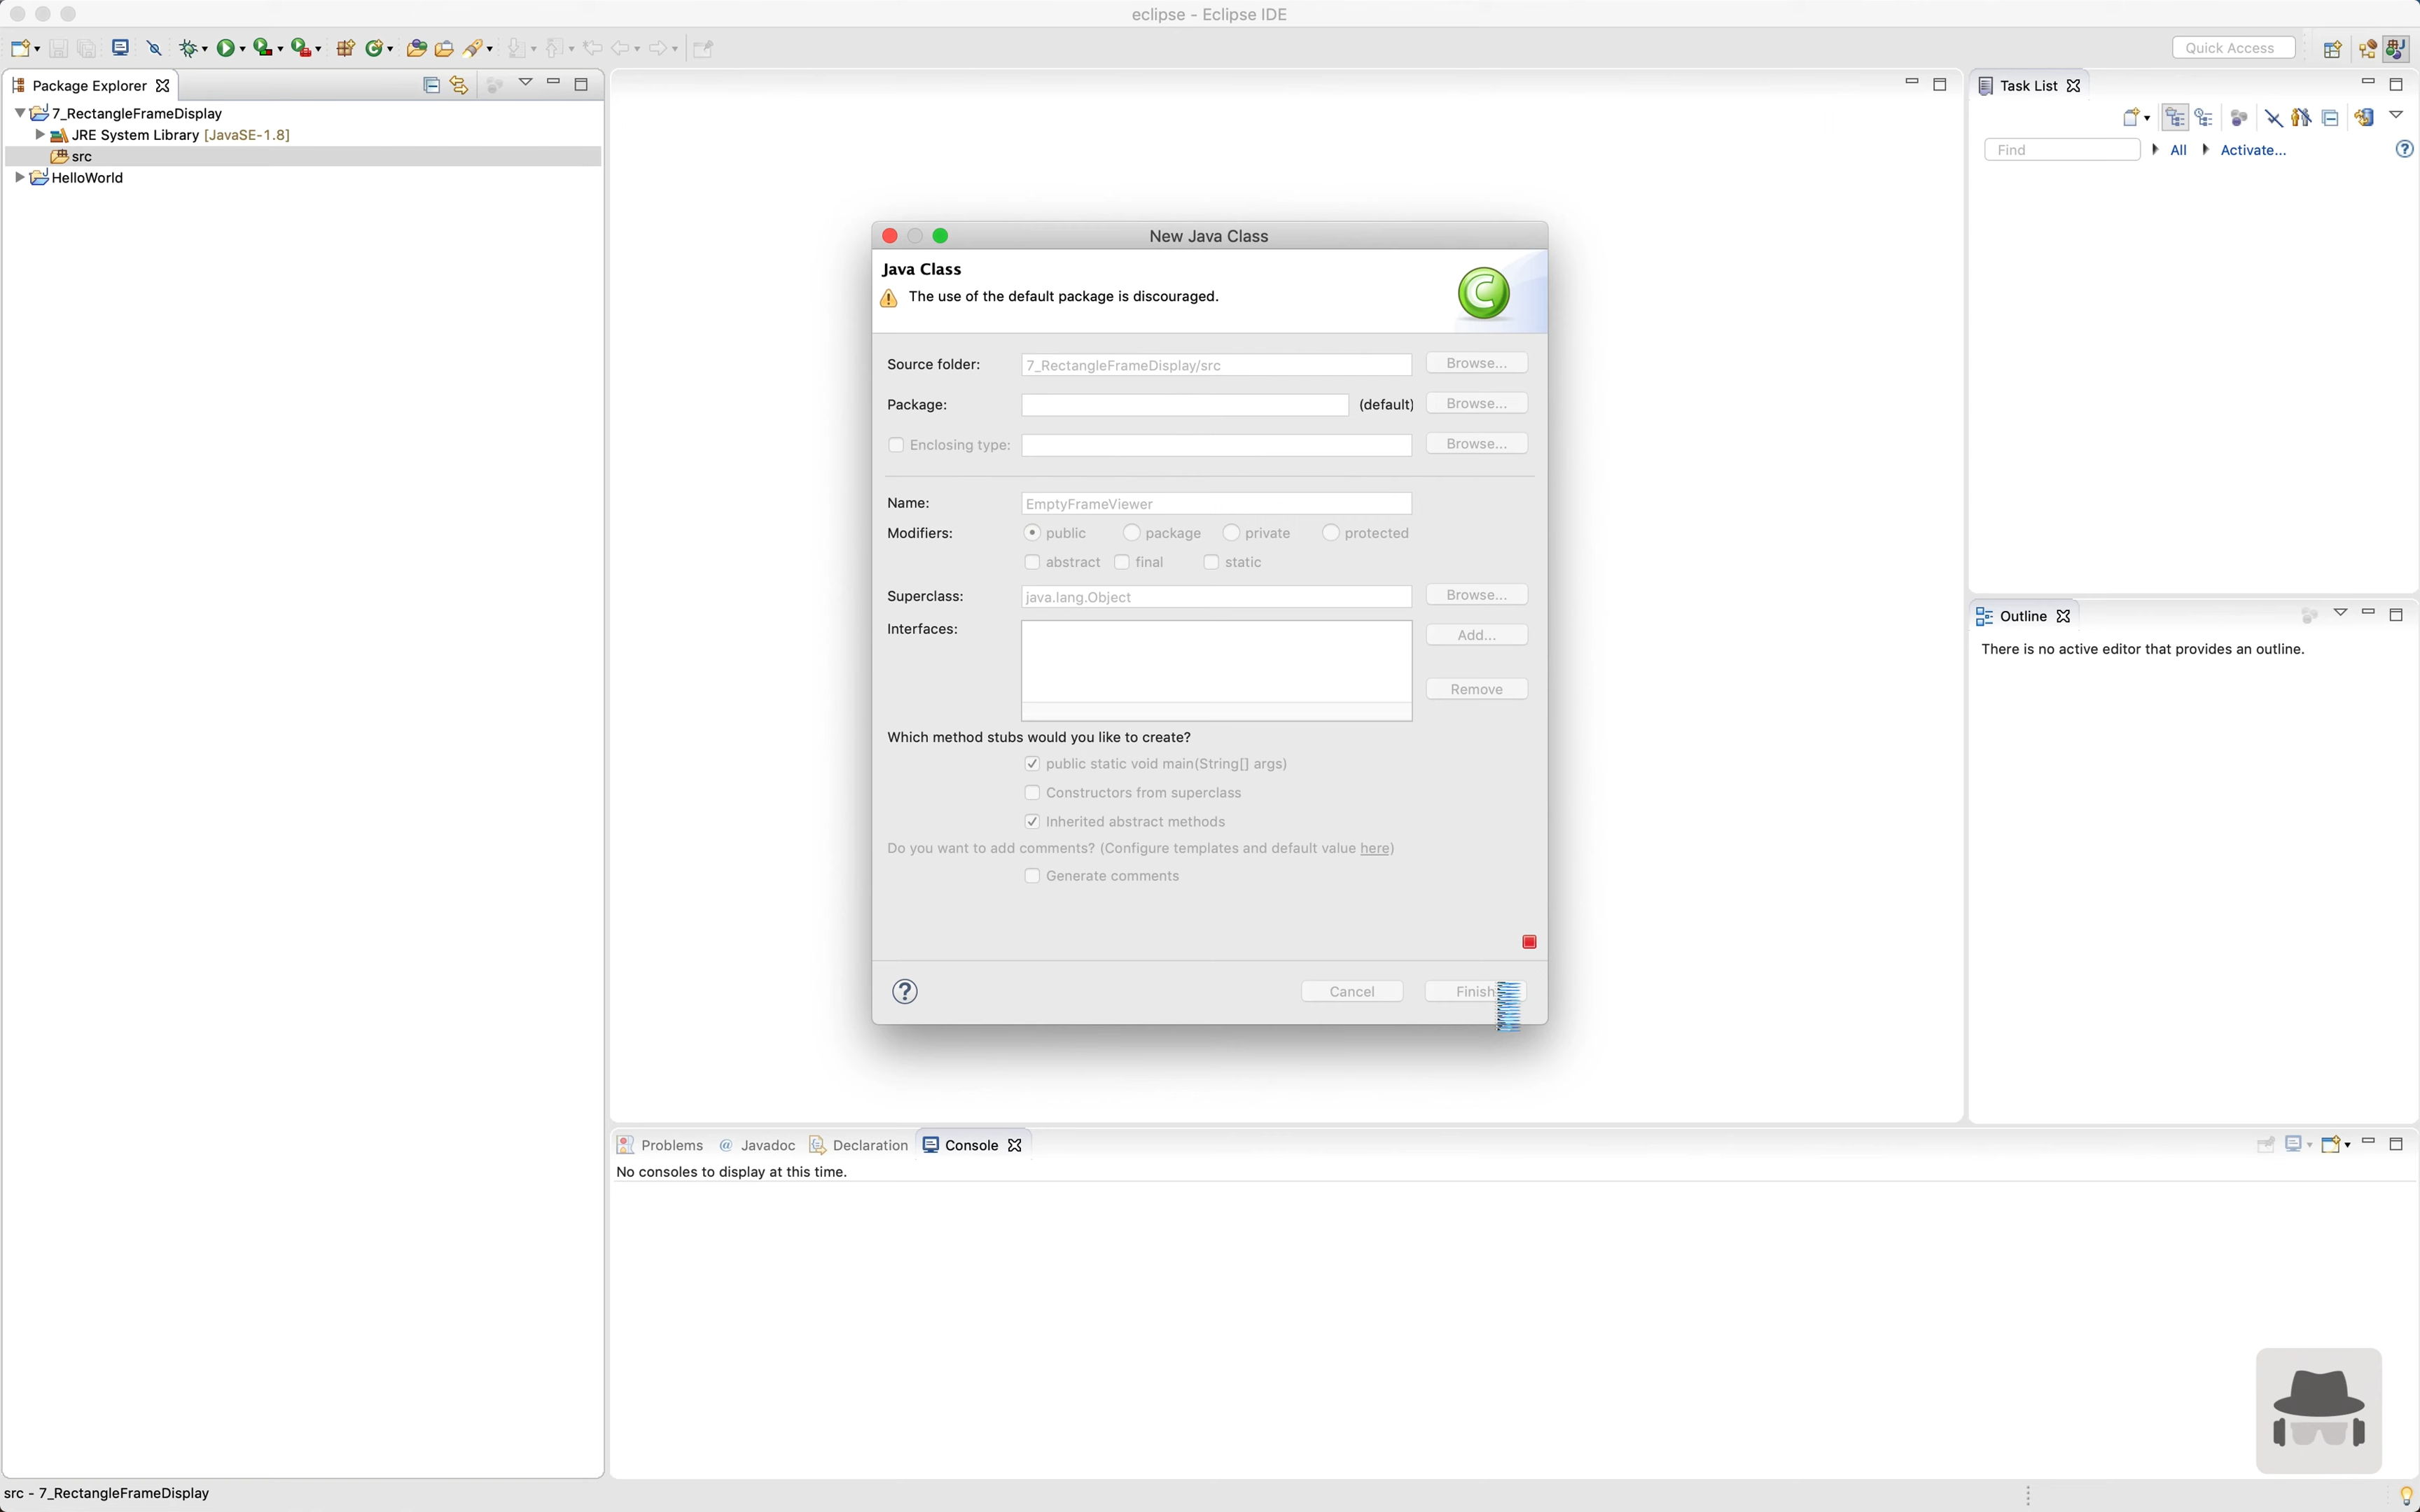 eclipse - Eclipse IDE
Quick Access
Package Explorer
7_RectangleFrameDisplay
JRE System Library [JavaSE-1.8]
src
HelloWorld
Task List
Find
All
Activate...
New Java Class
Java Class
The use of the default package is discouraged.
Source folder: 7_RectangleFrameDisplay/src Browse...
Package: (default) Browse...
Enclosing type: Browse...
Name: EmptyFrameViewer
Modifiers: public package private protected
abstract final static
Superclass: java.lang.Object Browse...
Interfaces: Add...
Remove
Which method stubs would you like to create?
public static void main(String[] args)
Constructors from superclass
Inherited abstract methods
Do you want to add comments? (Configure templates and default value here)
Generate comments
Cancel Finish
Outline
There is no active editor that provides an outline.
Problems @ Javadoc Declaration Console
No consoles to display at this time.
src - 7_RectangleFrameDisplay